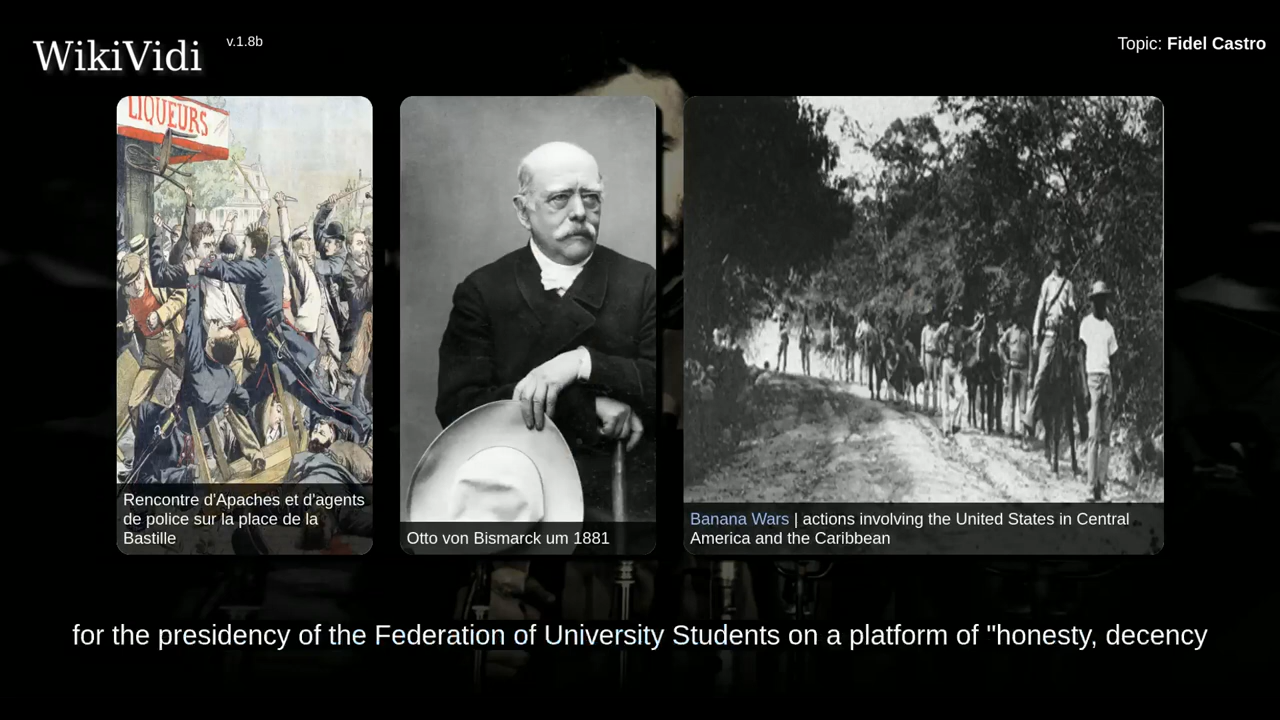 WikiVidi
v.1.8b
Topic: Fidel Castro
LIQUEURS
Rencontre d'Apaches et d'agents
de police sur la place de la
Bastille
Otto von Bismarck um 1881
Banana Wars | actions involving the United States in Central
America and the Caribbean
for the presidency of the Federation of University Students on a platform of "honesty, decency